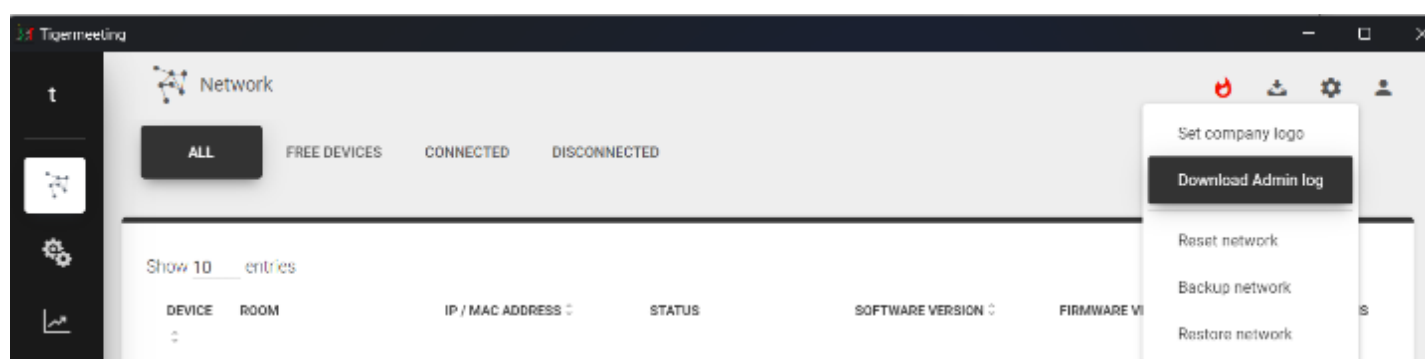 Tigermeeting
t
Network
ALL FREE DEVICES CONNECTED DISCONNECTED
Set company logo
Download Admin log
Reset network
Backup network
Restore network
Show 10 entries
DEVICE ROOM IP / MAC ADDRESS STATUS SOFTWARE VERSION FIRMWARE